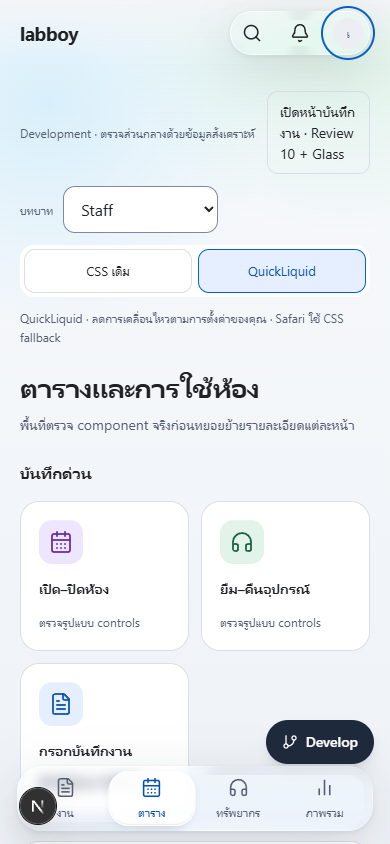 labboy
Development · ตรวจส่วนกลางด้วยข้อมูลสังเคราะห์
เปิดหน้าบันทึก
งาน · Review
10 + Glass
บทบาท
Staff
CSS เดิม
QuickLiquid
QuickLiquid · ลดการเคลื่อนไหวตามการตั้งค่าของคุณ · Safari ใช้ CSS
fallback
ตารางและการใช้ห้อง
พื้นที่ตรวจ component จริงก่อนทยอยย้ายรายละเอียดแต่ละหน้า
บันทึกด่วน
เปิด–ปิดห้อง
ตรวจรูปแบบ controls
ยืม–คืนอุปกรณ์
ตรวจรูปแบบ controls
กรอกบันทึกงาน
Develop
N
งาน
ตาราง
ทรัพยากร
ภาพรวม